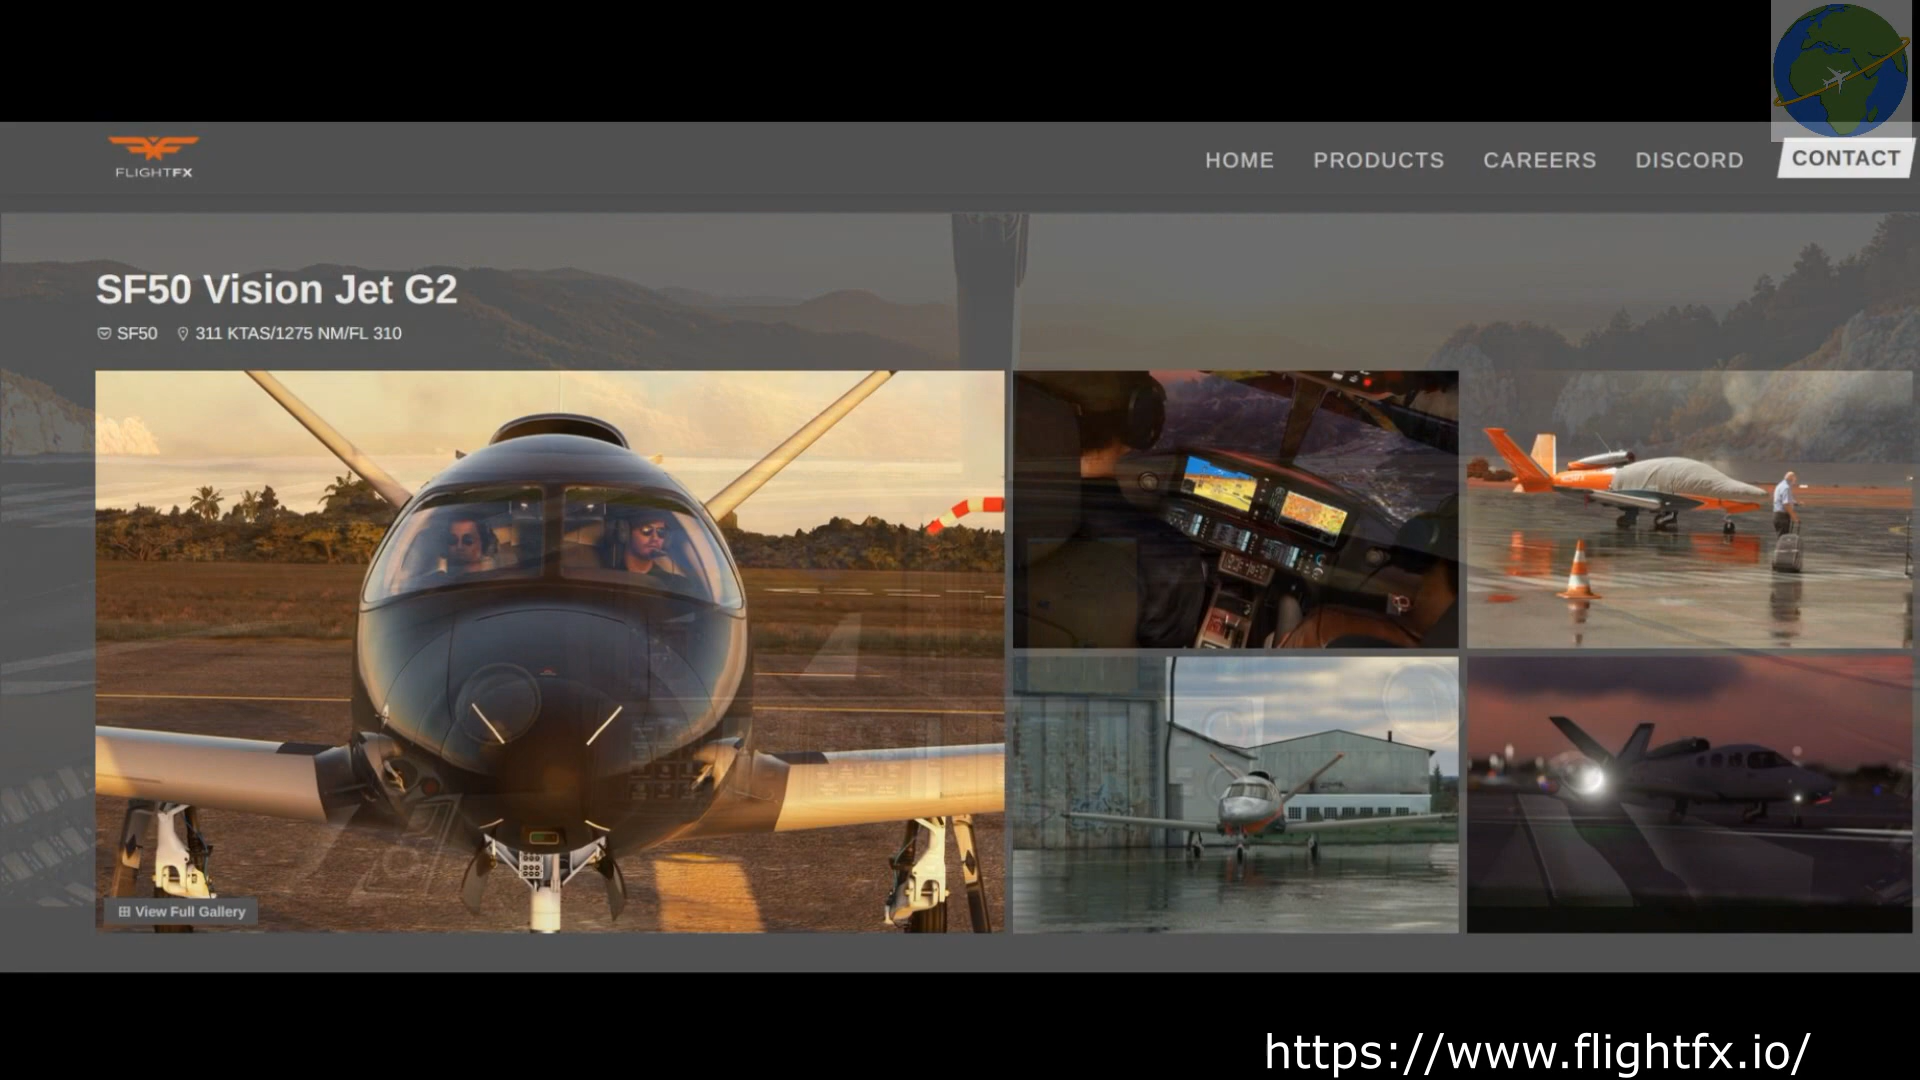 FLIGHTFX
HOME PRODUCTS CAREERS DISCORD CONTACT
SF50 Vision Jet G2
SF50 311 KTAS/1275 NM/FL 310
View Full Gallery
https://www.flightfx.io/